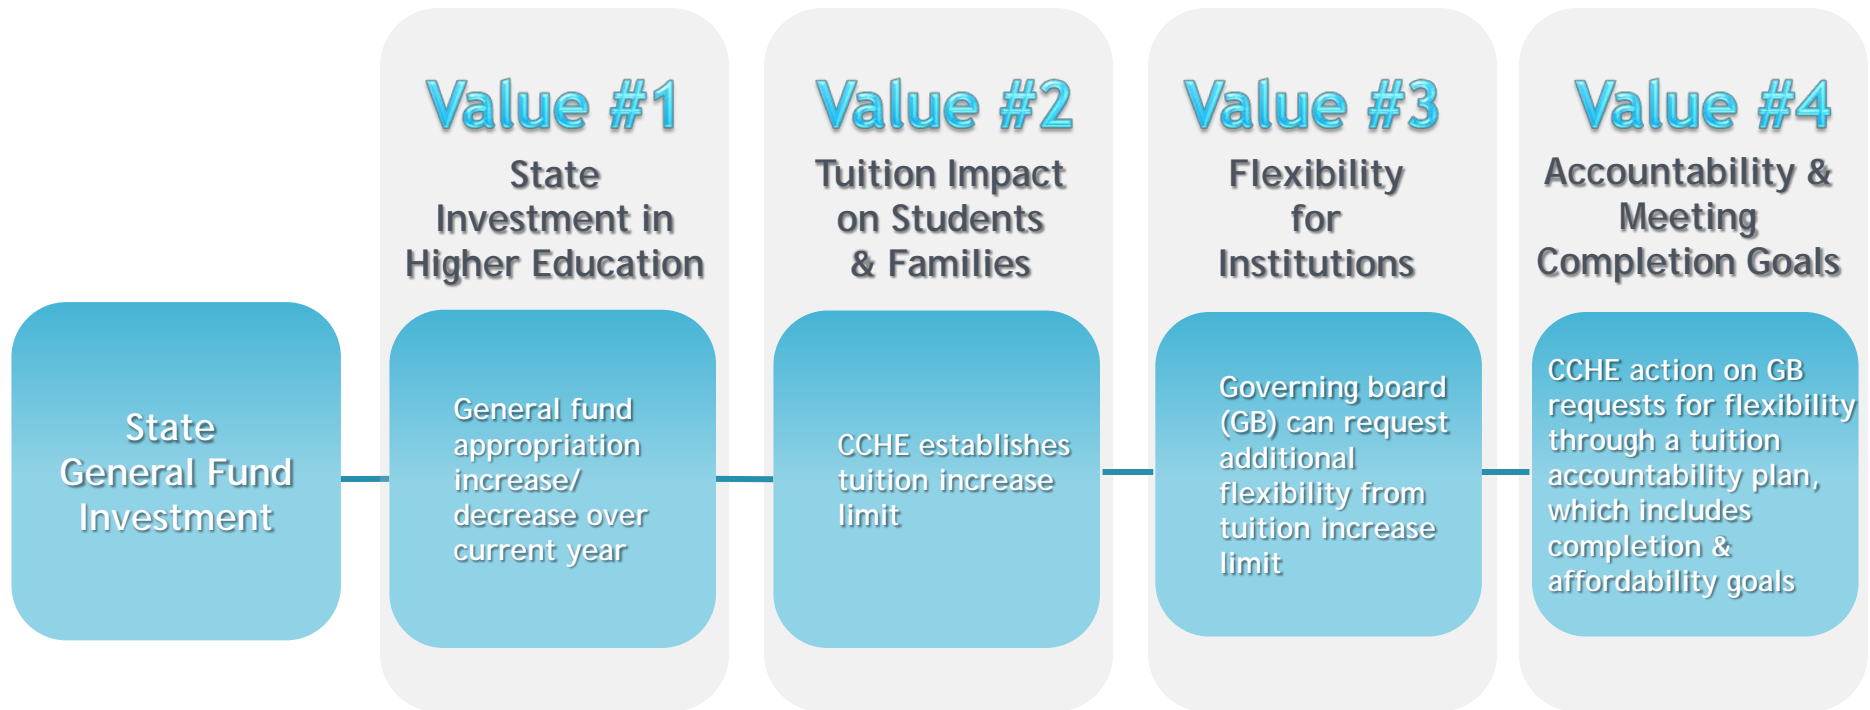 State
General Fund
Investment
Value #1
State
Investment in
Higher Education
General fund
appropriation
increase/
decrease over
current year
Value #2
Tuition Impact
on Students
& Families
CCHE establishes
tuition increase
limit
Value #3
Flexibility
for
Institutions
Governing board
(GB) can request
additional
flexibility from
tuition increase
limit
Value #4
Accountability &
Meeting
Completion Goals
CCHE action on GB
requests for flexibility
through a tuition
accountability plan,
which includes
completion &
affordability goals